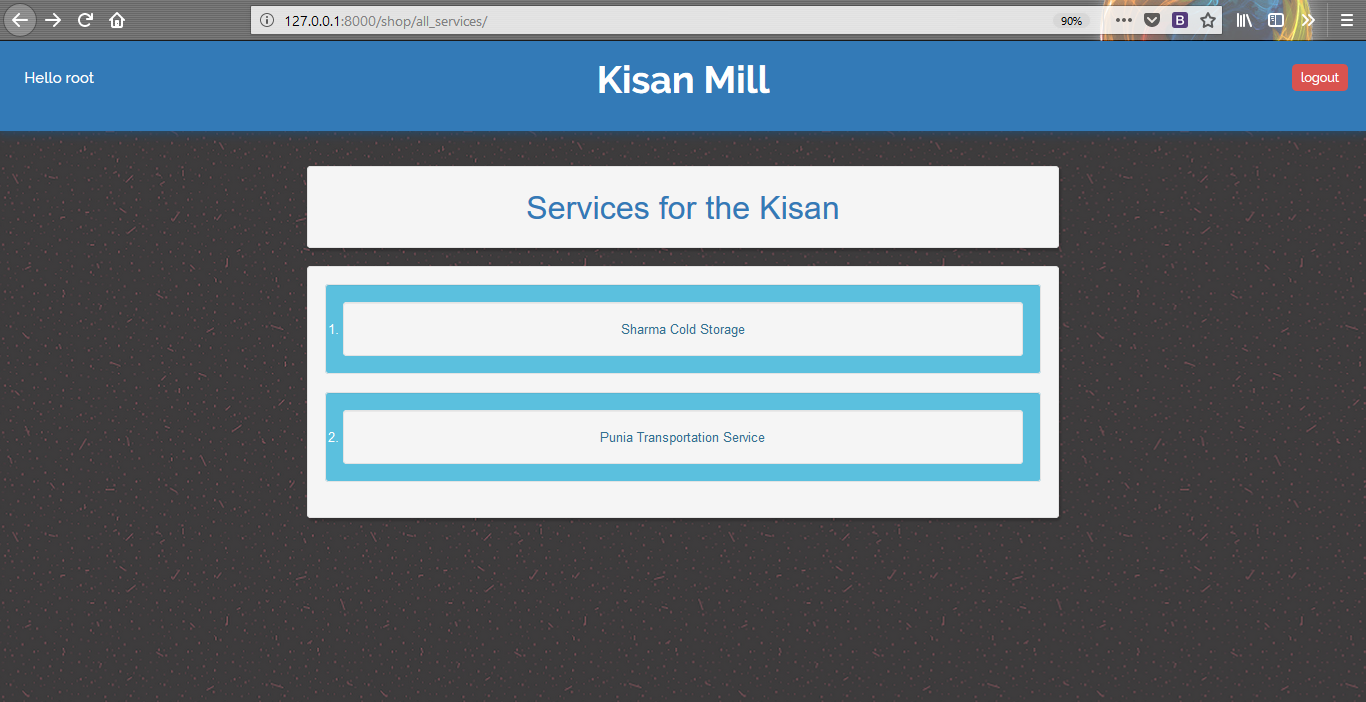 127.0.0.1:8000/shop/all_services/
90%
B
Hello root
Kisan Mill
logout
Services for the Kisan
1.
Sharma Cold Storage
2.
Punia Transportation Service